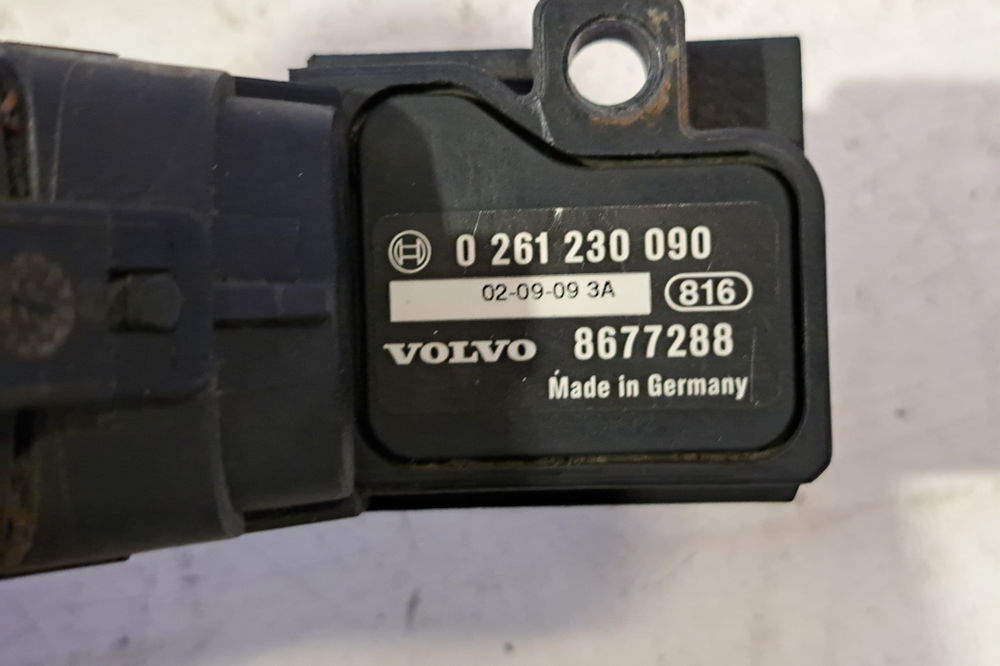 0 261 230 090
02-09-09 3A
816
VOLVO 8677288
Made in Germany